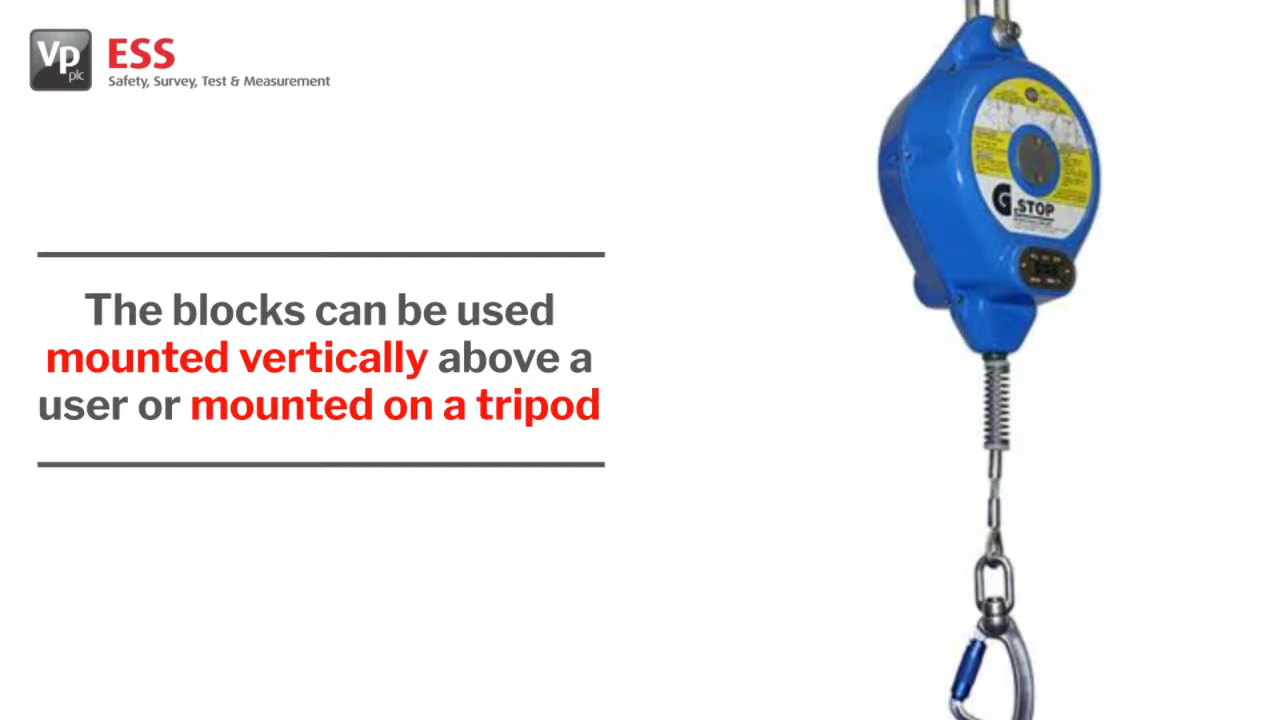 Vp
plc
ESS
Safety, Survey, Test & Measurement
The blocks can be used
mounted vertically above a
user or mounted on a tripod
G.STOP